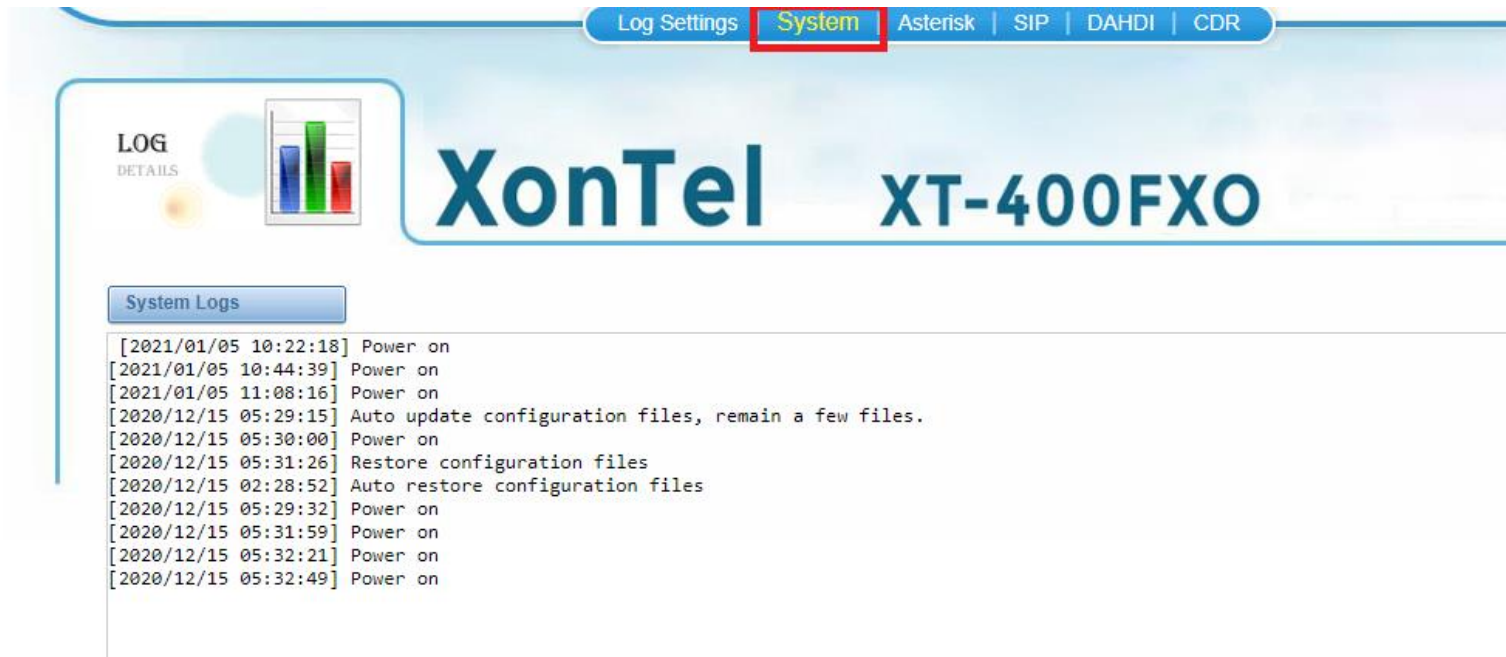 Log Settings | System | Asterisk | SIP | DAHDI | CDR
LOG
DETAILS
XonTel XT-400FXO
System Logs
[2021/01/05 10:22:18] Power on
[2021/01/05 10:44:39] Power on
[2021/01/05 11:08:16] Power on
[2020/12/15 05:29:15] Auto update configuration files, remain a few files.
[2020/12/15 05:30:00] Power on
[2020/12/15 05:31:26] Restore configuration files
[2020/12/15 02:28:52] Auto restore configuration files
[2020/12/15 05:29:32] Power on
[2020/12/15 05:31:59] Power on
[2020/12/15 05:32:21] Power on
[2020/12/15 05:32:49] Power on